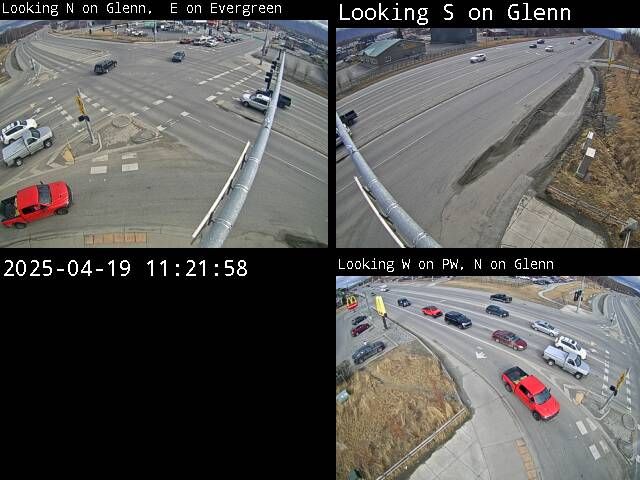 Looking N on Glenn, E on Evergreen
Looking S on Glenn
2025-04-19 11:21:58
Looking W on PW, N on Glenn